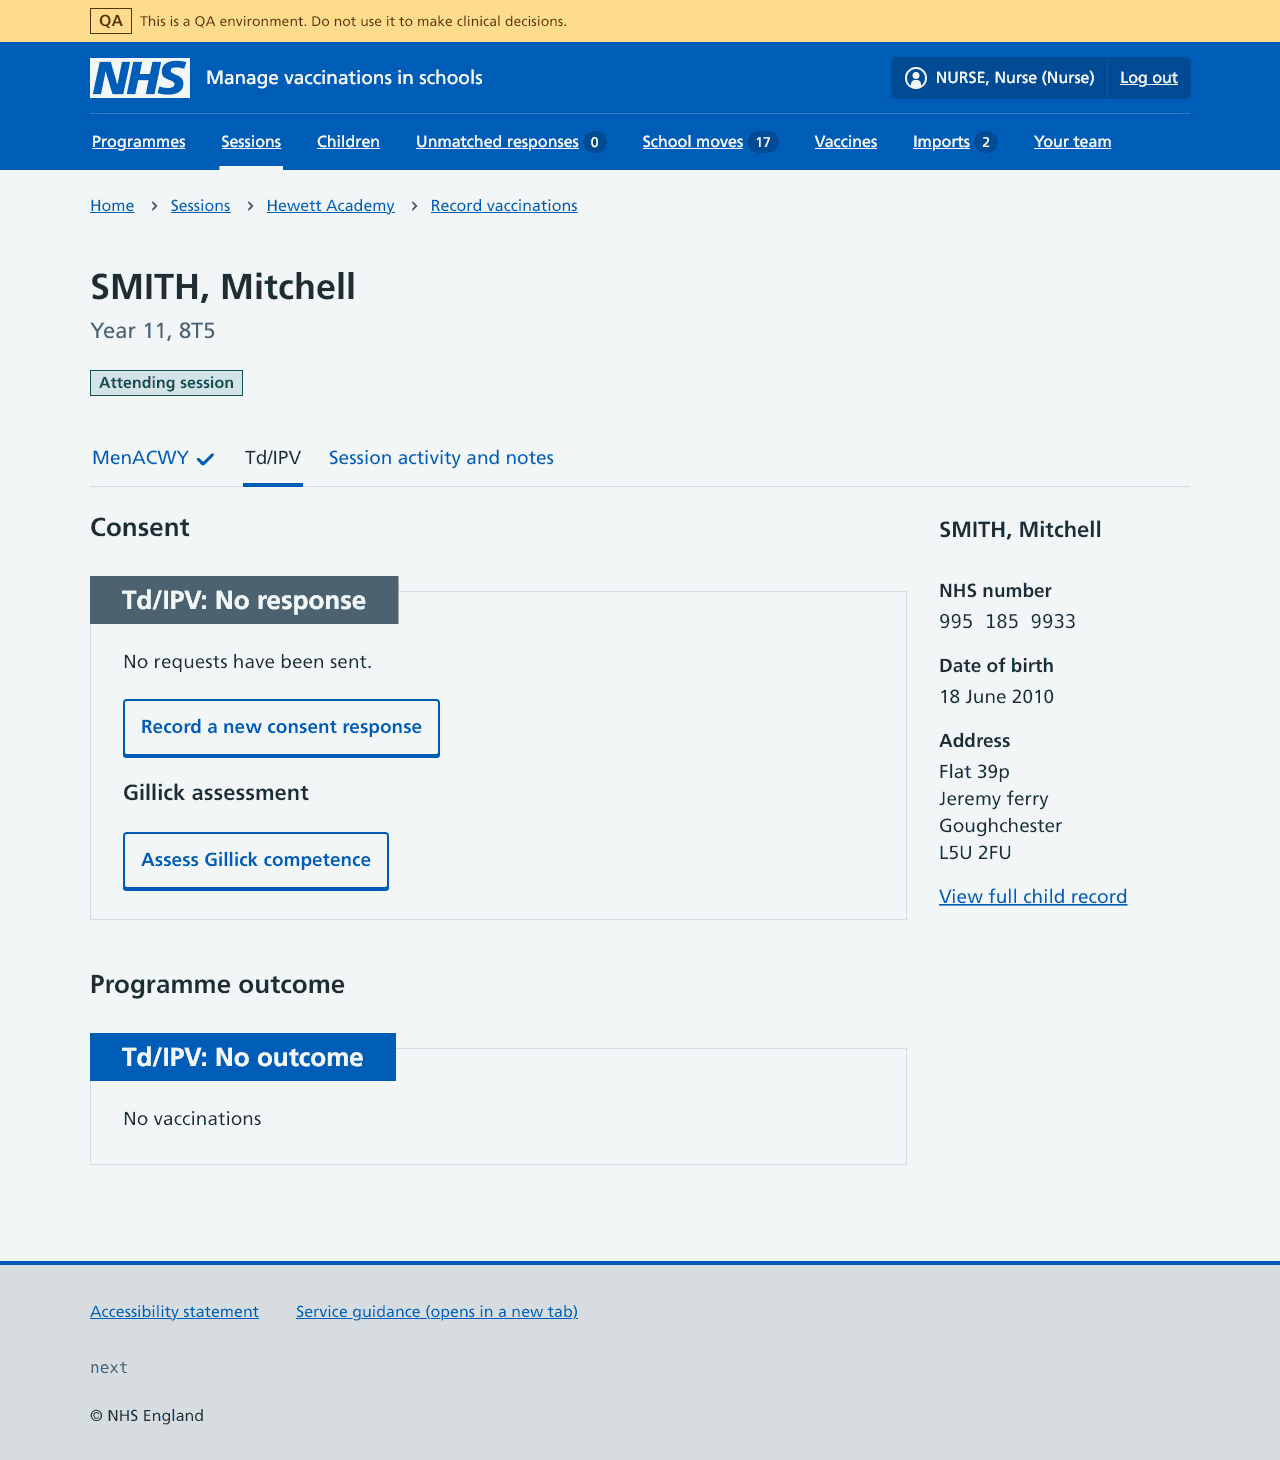 QA This is a QA environment. Do not use it to make clinical decisions.
NHS Manage vaccinations in schools NURSE, Nurse (Nurse) Log out
Programmes Sessions Children Unmatched responses 0 School moves 17 Vaccines Imports 2 Your team
Home Sessions Hewett Academy Record vaccinations
SMITH, Mitchell
Year 11, 8T5
Attending session
MenACWY Td/IPV Session activity and notes
Consent
Td/IPV: No response
No requests have been sent.
Record a new consent response
Gillick assessment
Assess Gillick competence
Programme outcome
Td/IPV: No outcome
No vaccinations
SMITH, Mitchell
NHS number
995 185 9933
Date of birth
18 June 2010
Address
Flat 39p
Jeremy ferry
Goughchester
L5U 2FU
View full child record
Accessibility statement Service guidance (opens in a new tab)
next
© NHS England